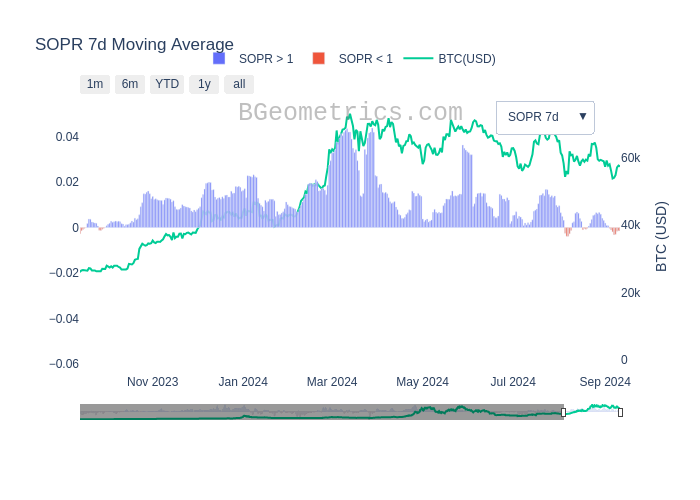 SOPR 7d Moving Average
SOPR > 1 SOPR < 1 BTC(USD)
1m 6m YTD 1y all
BGeometrics.com
SOPR 7d ▼
0.04
0.02
0
−0.02
−0.04
−0.06
60k
40k
20k
0
BTC (USD)
Nov 2023 Jan 2024 Mar 2024 May 2024 Jul 2024 Sep 2024